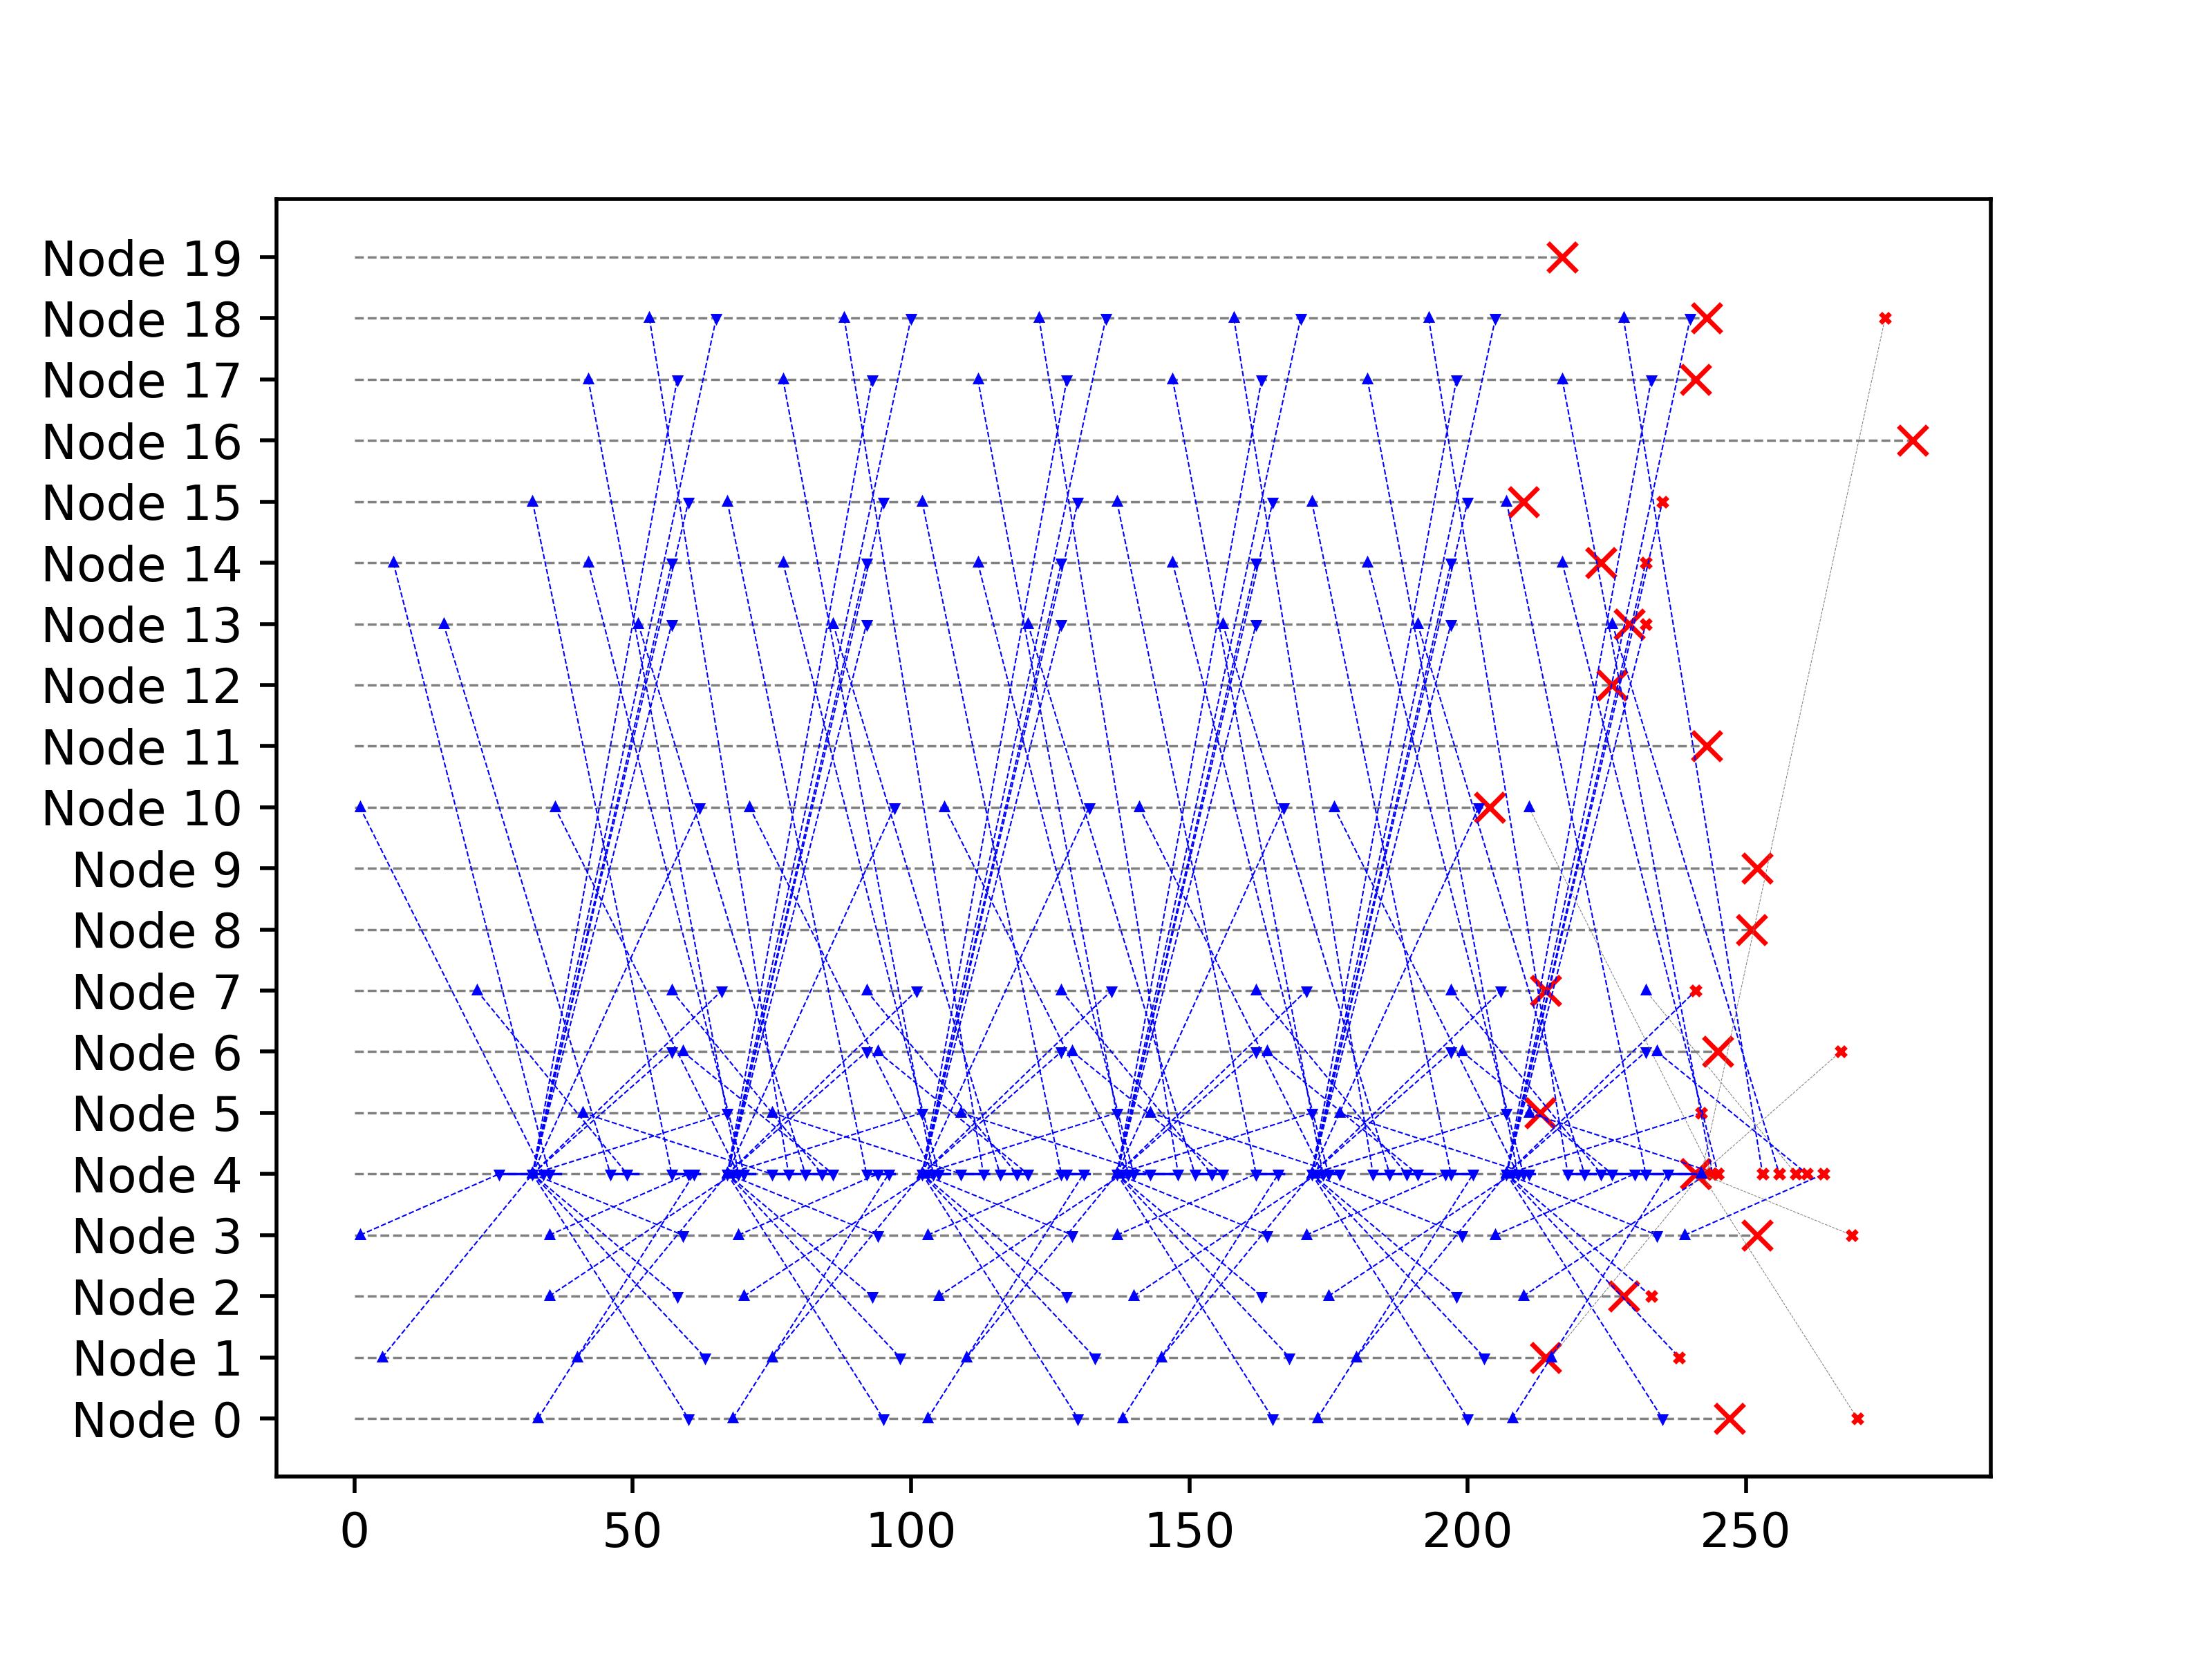 Node 19
Node 18
Node 17
Node 16
Node 15
Node 14
Node 13
Node 12
Node 11
Node 10
Node 9
Node 8
Node 7
Node 6
Node 5
Node 4
Node 3
Node 2
Node 1
Node 0
0 50 100 150 200 250